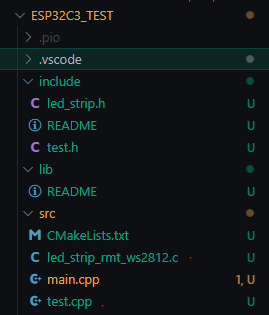 ESP32C3_TEST
.pio
.vscode
include
C led_strip.h U
README U
C test.h U
lib
README U
src
M CMakeLists.txt U
C led_strip_rmt_ws2812.c U
main.cpp 1, U
test.cpp U